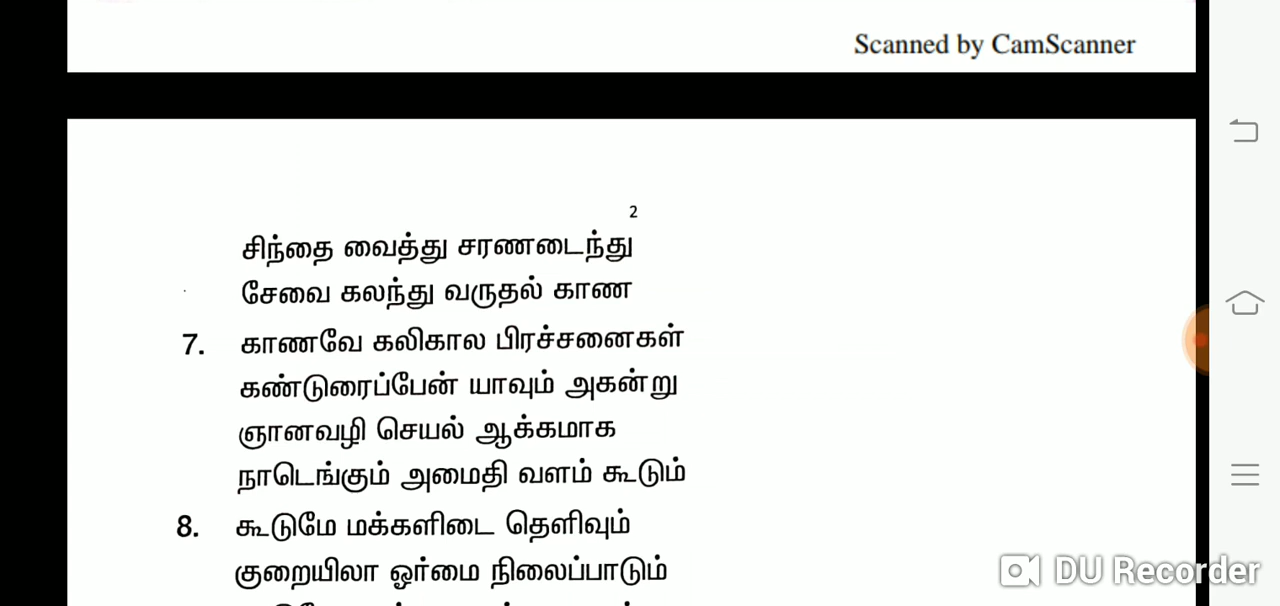 Scanned by CamScanner
2
சிந்தை வைத்து சரணடைந்து
சேவை கலந்து வருதல் காண
7. காணவே கலிகால பிரச்சனைகள்
கண்டுரைப்பேன் யாவும் அகன்று
ஞானவழி செயல் ஆக்கமாக
நாடெங்கும் அமைதி வளம் கூடும்
8. கூடுமே மக்களிடை தெளிவும்
குறையிலா ஓர்மை நிலைப்பாடும்
DU Recorder